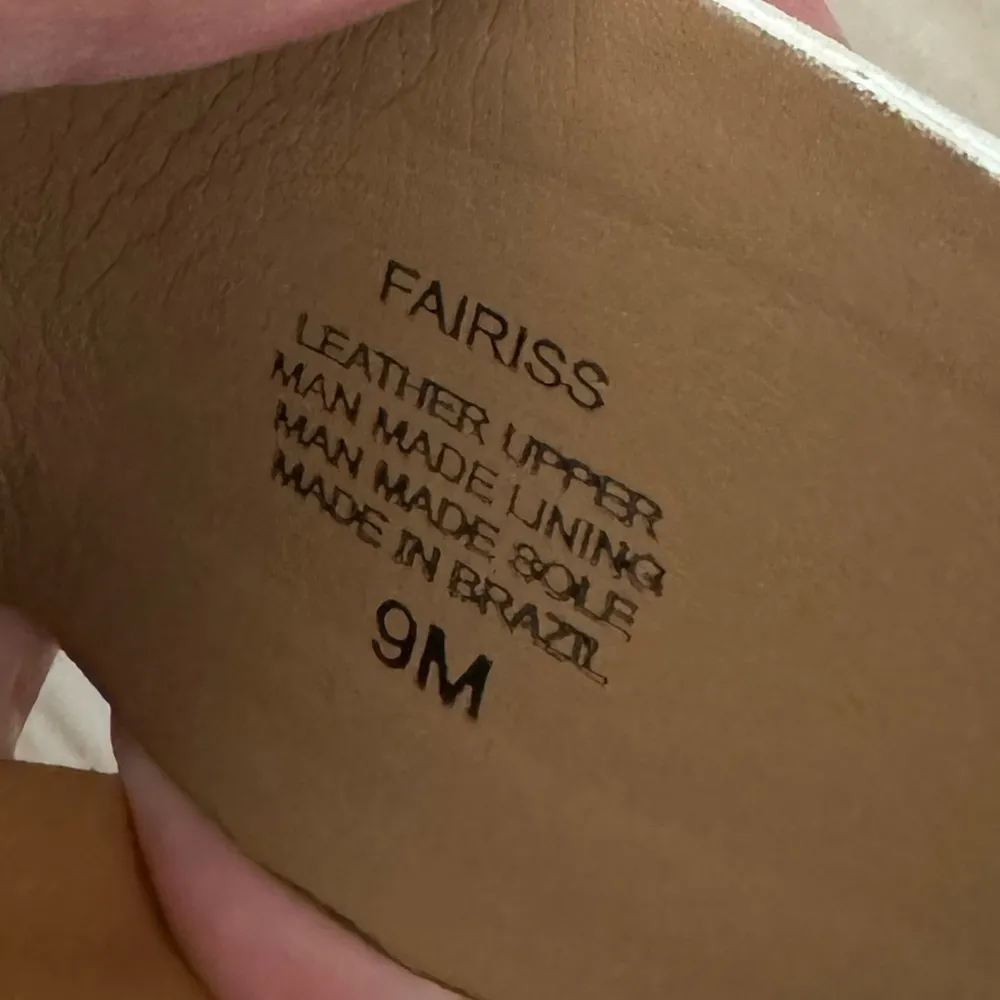 FAIRISS
LEATHER UPPER
MAN MADE LINING
MAN MADE SOLE
MADE IN BRAZIL
9M